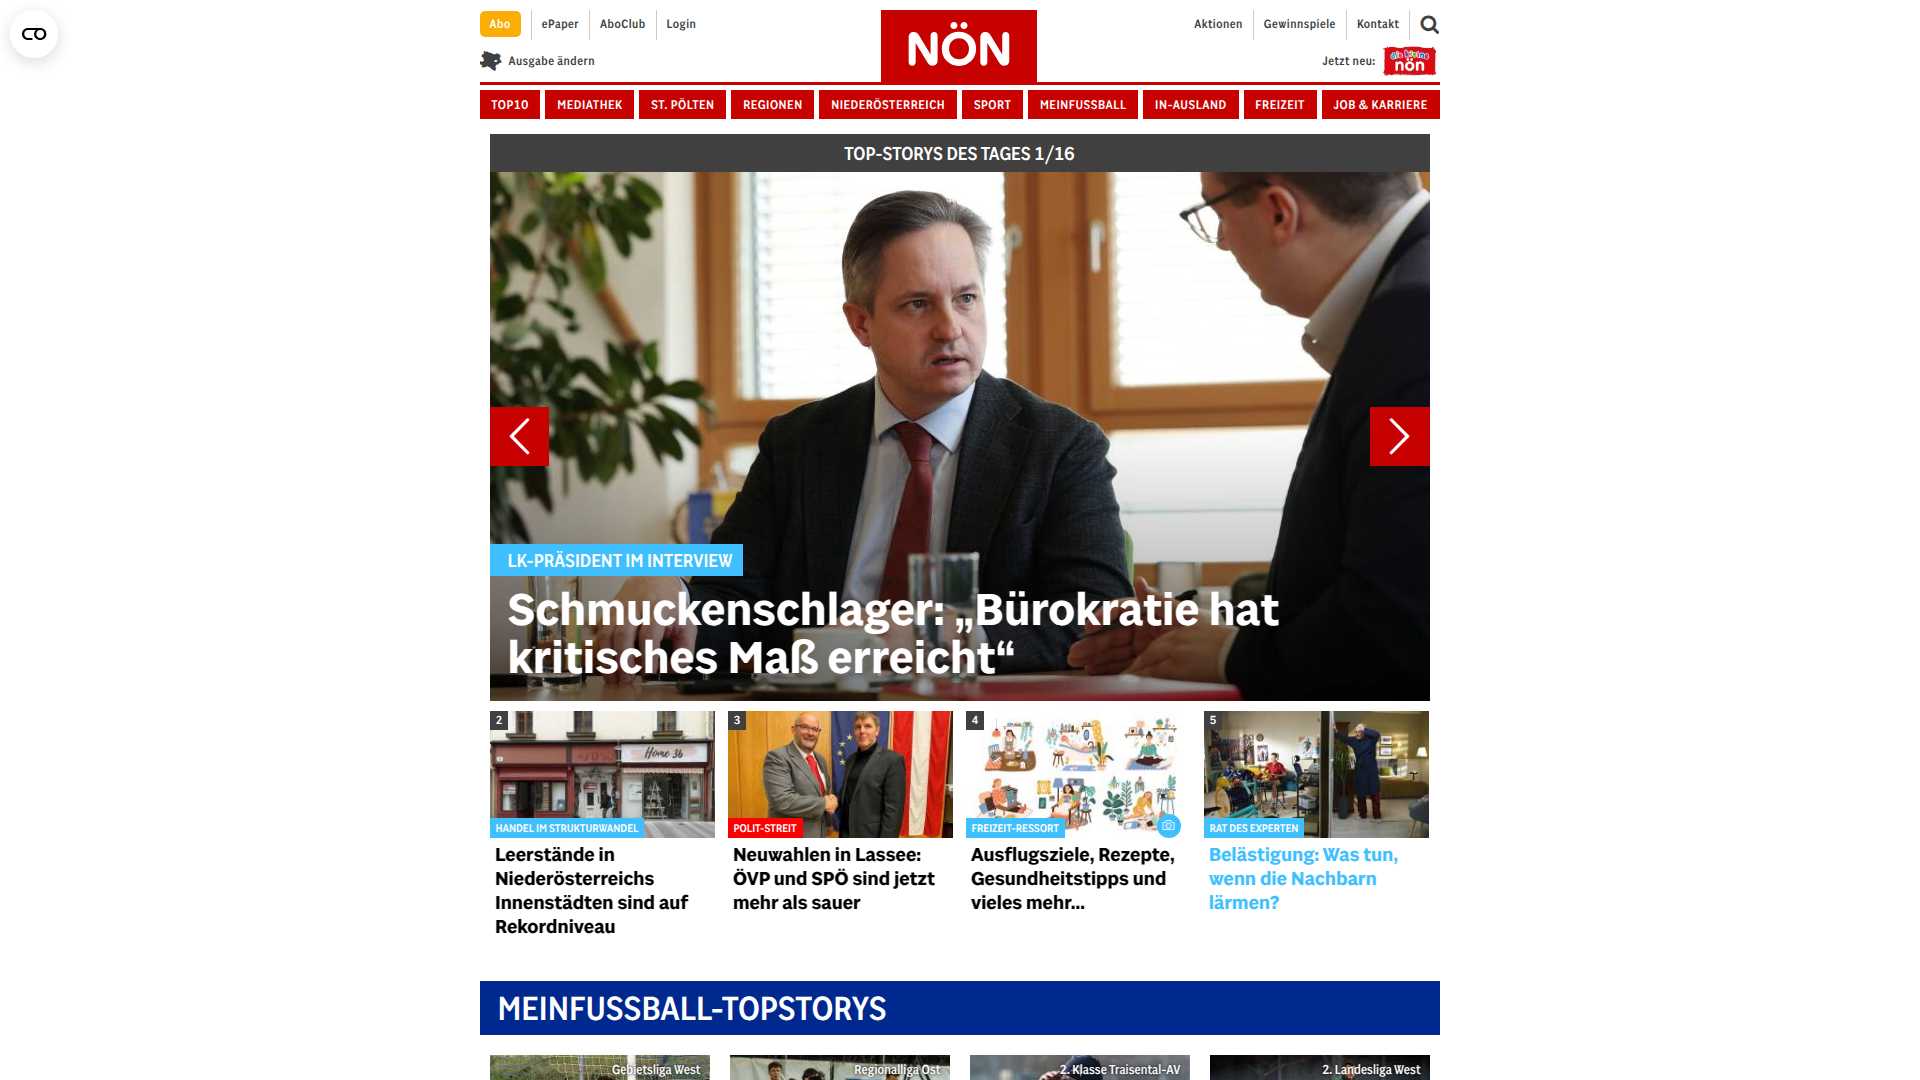 Abo
ePaper
AboClub
Login
NÖN
Aktionen
Gewinnspiele
Kontakt
Ausgabe ändern
Jetzt neu:
die kleine
nön
TOP10
MEDIATHEK
ST. PÖLTEN
REGIONEN
NIEDERÖSTERREICH
SPORT
MEINFUSSBALL
IN-AUSLAND
FREIZEIT
JOB & KARRIERE
TOP-STORYS DES TAGES 1/16
LK-PRÄSIDENT IM INTERVIEW
Schmuckenschlager: „Bürokratie hat
kritisches Maß erreicht“
2
Home 36
HANDEL IM STRUKTURWANDEL
Leerstände in
Niederösterreichs
Innenstädten sind auf
Rekordniveau
3
POLIT-STREIT
Neuwahlen in Lassee:
ÖVP und SPÖ sind jetzt
mehr als sauer
4
FREIZEIT-RESSORT
Ausflugsziele, Rezepte,
Gesundheitstipps und
vieles mehr...
5
RAT DES EXPERTEN
Belästigung: Was tun,
wenn die Nachbarn
lärmen?
MEINFUSSBALL-TOPSTORYS
Gebietsliga West
Regionalliga Ost
2. Klasse Traisental-AV
2. Landesliga West